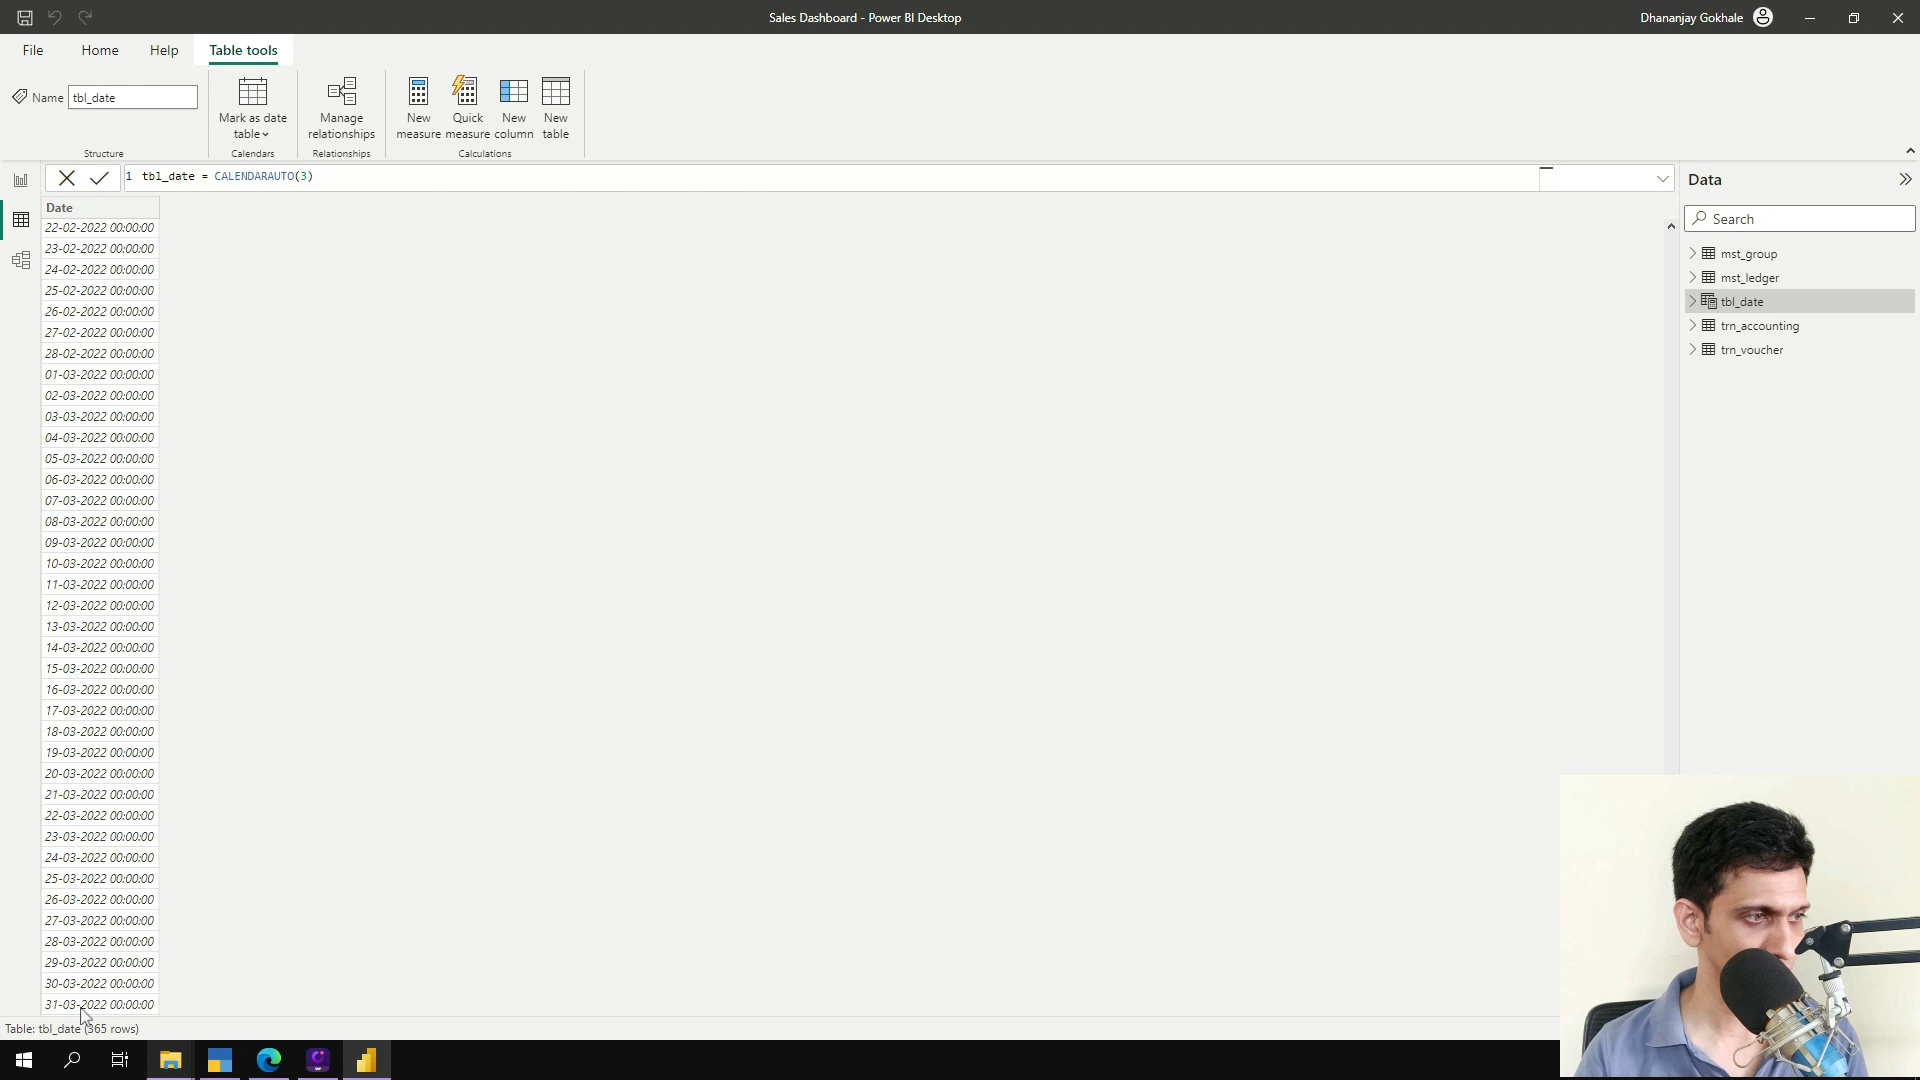 Sales Dashboard - Power BI Desktop
Dhananjay Gokhale
File
Home
Help
Table tools
Name
tbl_date
Mark as date
table
Manage
relationships
New
measure
Quick
measure
New
column
New
table
Structure
Calendars
Relationships
Calculations
1 tbl_date = CALENDARAUTO(3)
Data
Date
22-02-2022 00:00:00
23-02-2022 00:00:00
24-02-2022 00:00:00
25-02-2022 00:00:00
26-02-2022 00:00:00
27-02-2022 00:00:00
28-02-2022 00:00:00
01-03-2022 00:00:00
02-03-2022 00:00:00
03-03-2022 00:00:00
04-03-2022 00:00:00
05-03-2022 00:00:00
06-03-2022 00:00:00
07-03-2022 00:00:00
08-03-2022 00:00:00
09-03-2022 00:00:00
10-03-2022 00:00:00
11-03-2022 00:00:00
12-03-2022 00:00:00
13-03-2022 00:00:00
14-03-2022 00:00:00
15-03-2022 00:00:00
16-03-2022 00:00:00
17-03-2022 00:00:00
18-03-2022 00:00:00
19-03-2022 00:00:00
20-03-2022 00:00:00
21-03-2022 00:00:00
22-03-2022 00:00:00
23-03-2022 00:00:00
24-03-2022 00:00:00
25-03-2022 00:00:00
26-03-2022 00:00:00
27-03-2022 00:00:00
28-03-2022 00:00:00
29-03-2022 00:00:00
30-03-2022 00:00:00
31-03-2022 00:00:00
Search
mst_group
mst_ledger
tbl_date
trn_accounting
trn_voucher
Table: tbl_date (365 rows)